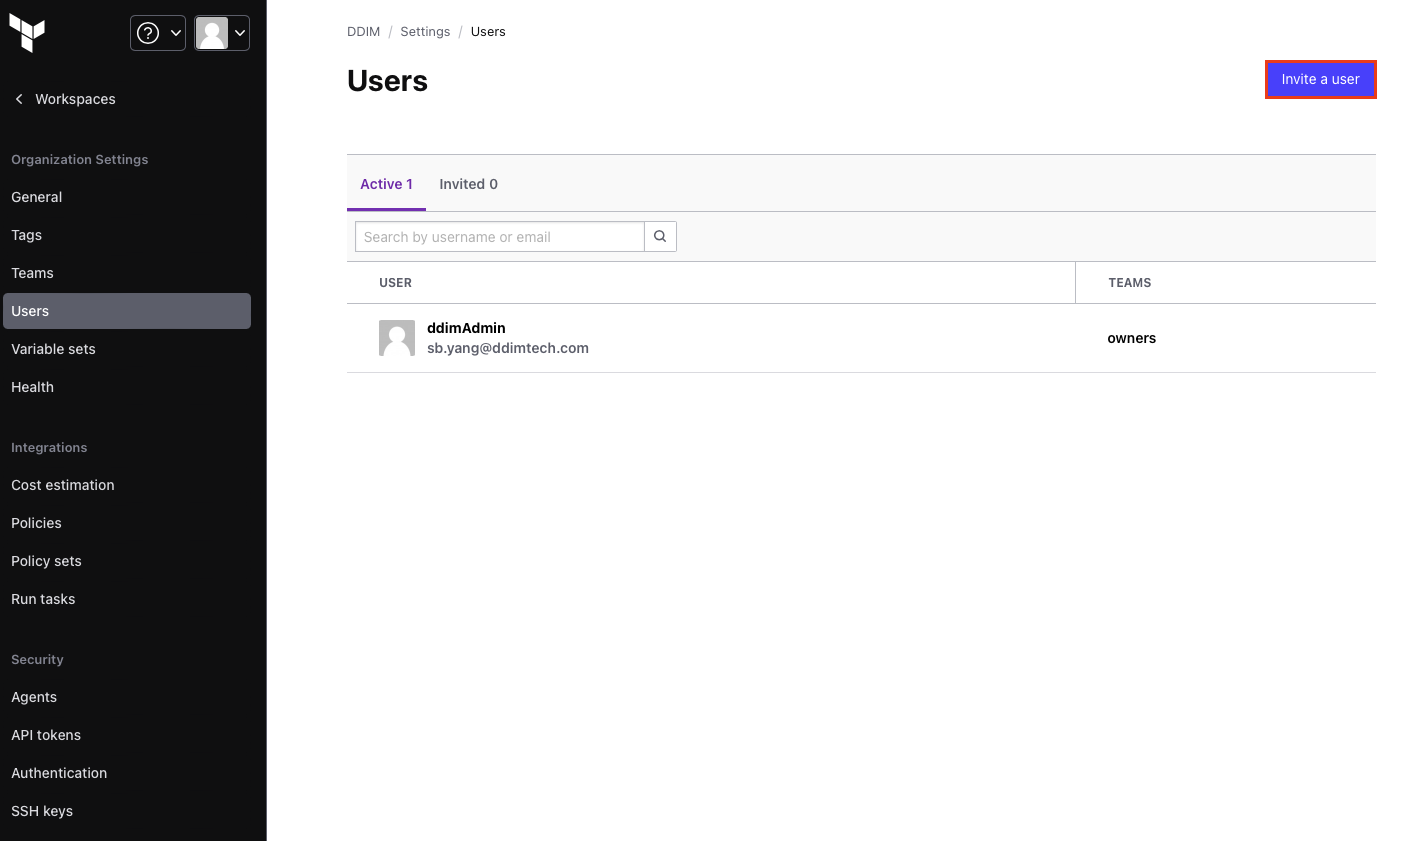 Workspaces
Organization Settings
General
Tags
Teams
Users
Variable sets
Health
Integrations
Cost estimation
Policies
Policy sets
Run tasks
Security
Agents
API tokens
Authentication
SSH keys
DDIM / Settings / Users
Users
Invite a user
Active 1 Invited 0
Search by username or email
USER TEAMS
ddimAdmin
sb.yang@ddimtech.com
owners